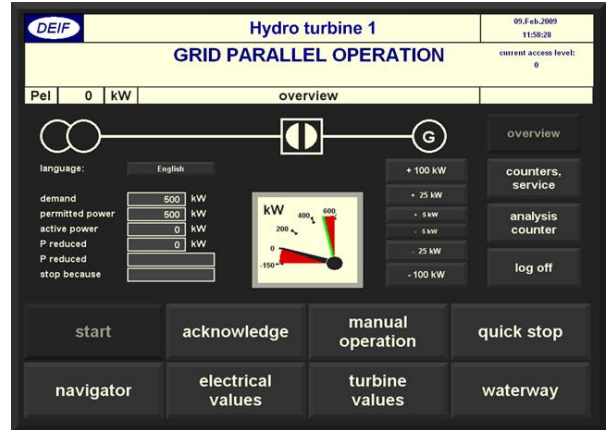 DEIF
Hydro turbine 1
09.Feb.2009
11:58:28
GRID PARALLEL OPERATION
current access level:
0
Pel 0 kW overview
G
overview
language: English
+ 100 kW
counters,
service
+ 25 kW
demand 500 kW
permitted power 500 kW
active power 0 kW
P reduced 0 kW
P reduced
stop because
kW
-150
0
200
400
600
+ 5 kW
- 5 kW
- 25 kW
- 100 kW
analysis
counter
log off
start
acknowledge
manual
operation
quick stop
navigator
electrical
values
turbine
values
waterway